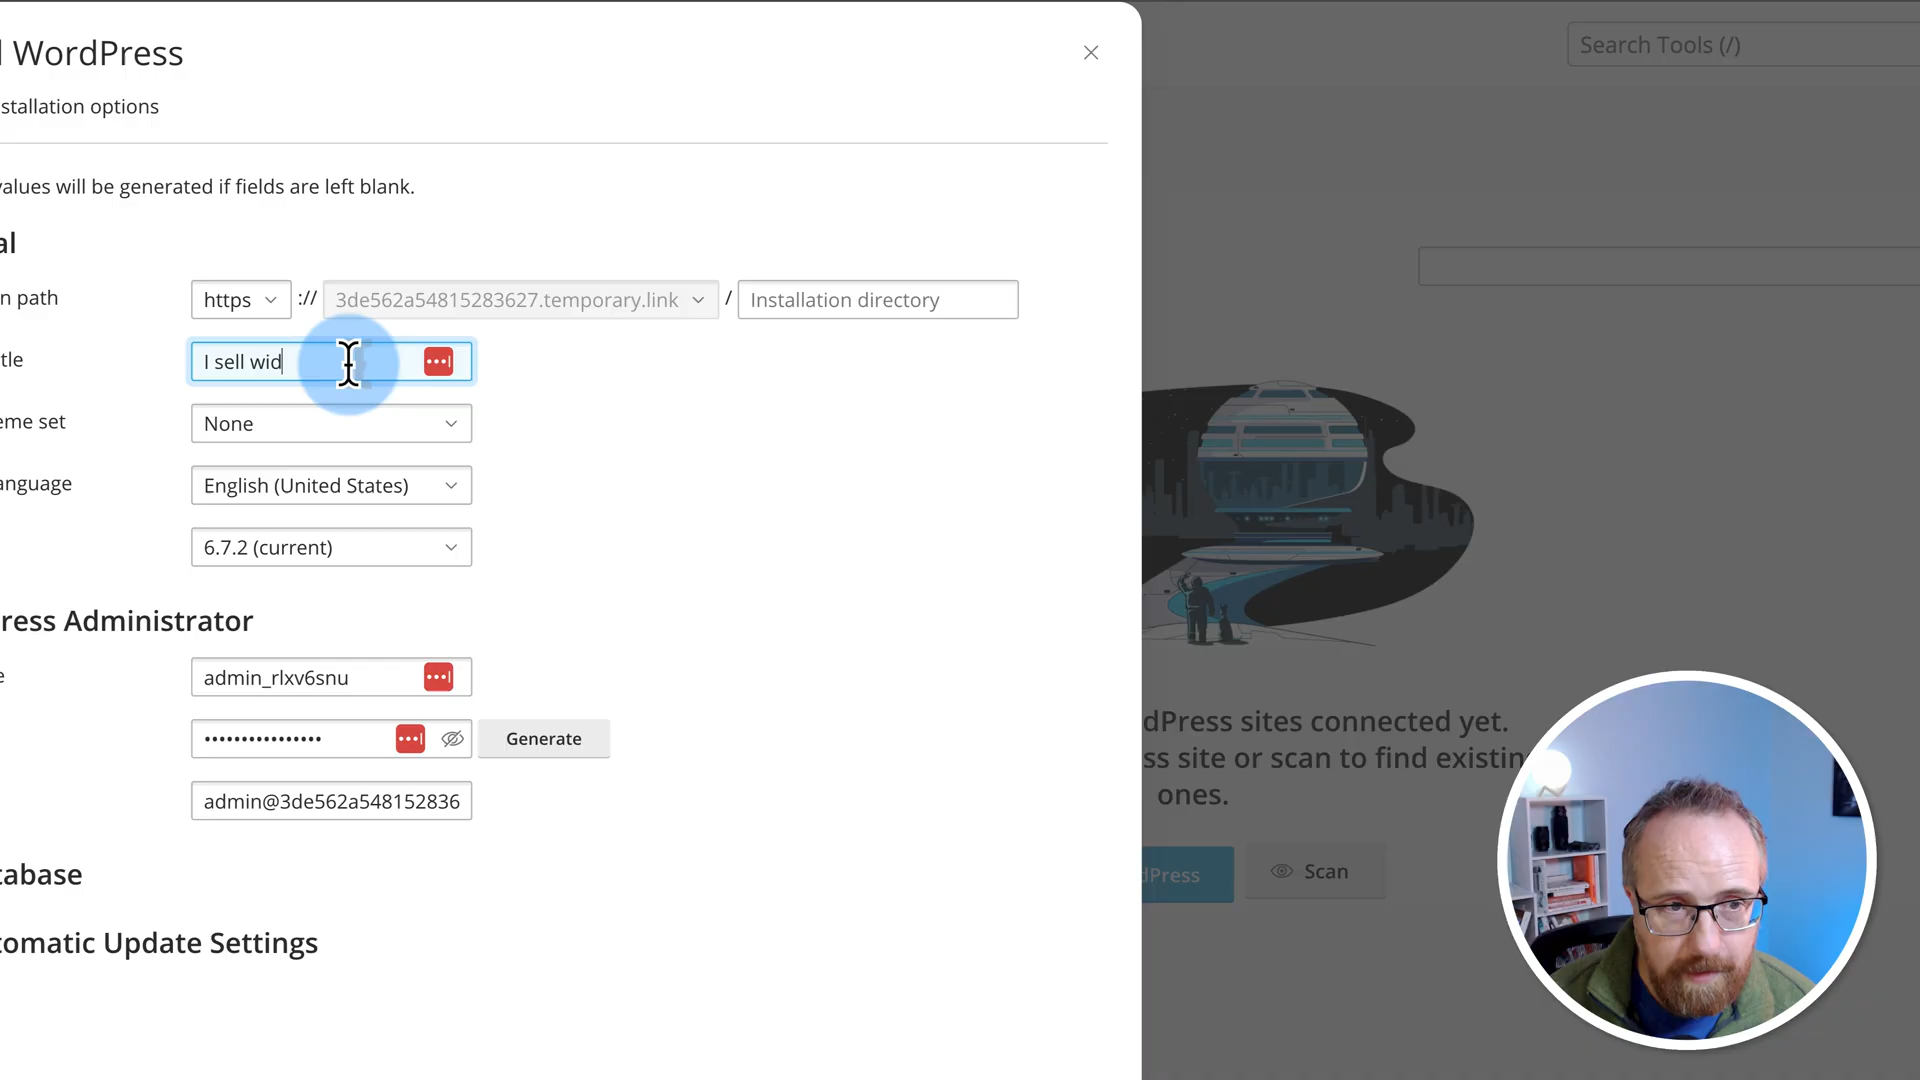 l WordPress
Search Tools (/)
stallation options
values will be generated if fields are left blank.
al
n path
https
://
3de562a54815283627.temporary.link
/
Installation directory
tle
I sell wid
eme set
None
anguage
English (United States)
6.7.2 (current)
ress Administrator
e
admin_rlxv6snu
••••••••••••••••
Generate
admin@3de562a548152836
tabase
tomatic Update Settings
dPress sites connected yet.
ss site or scan to find existin
ones.
dPress
Scan